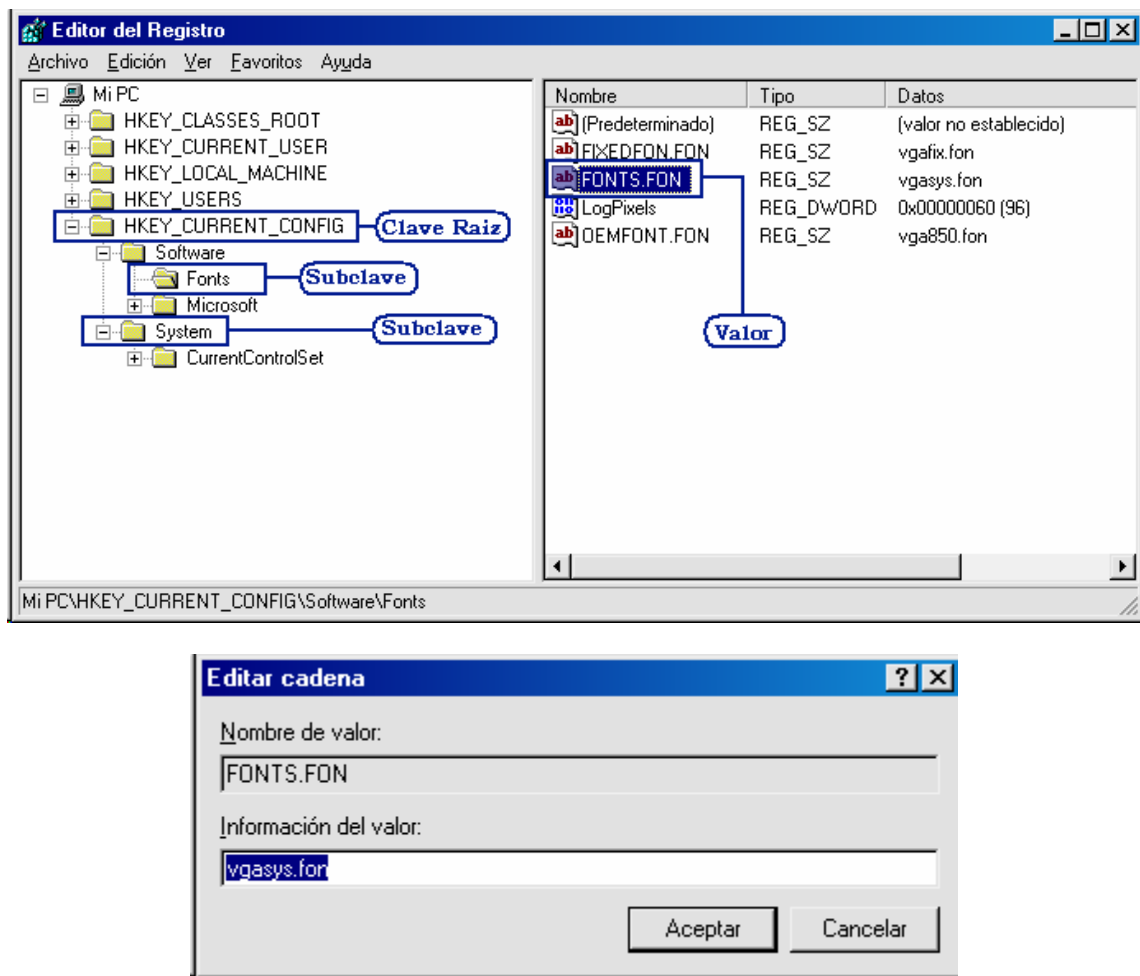 Editor del Registro
Archivo Edición Ver Favoritos Ayuda
Mi PC
HKEY_CLASSES_ROOT
HKEY_CURRENT_USER
HKEY_LOCAL_MACHINE
HKEY_USERS
HKEY_CURRENT_CONFIG Clave Raiz
Software
Fonts Subclave
Microsoft
System Subclave
CurrentControlSet
Nombre Tipo Datos
(Predeterminado) REG_SZ (valor no establecido)
FIXEDFON.FON REG_SZ vgafix.fon
FONTS.FON REG_SZ vgasys.fon
LogPixels REG_DWORD 0x00000060 (96)
OEMFONT.FON REG_SZ vga850.fon
Valor
Mi PC\HKEY_CURRENT_CONFIG\Software\Fonts
Editar cadena
Nombre de valor:
FONTS.FON
Información del valor:
vgasys.fon
Aceptar Cancelar